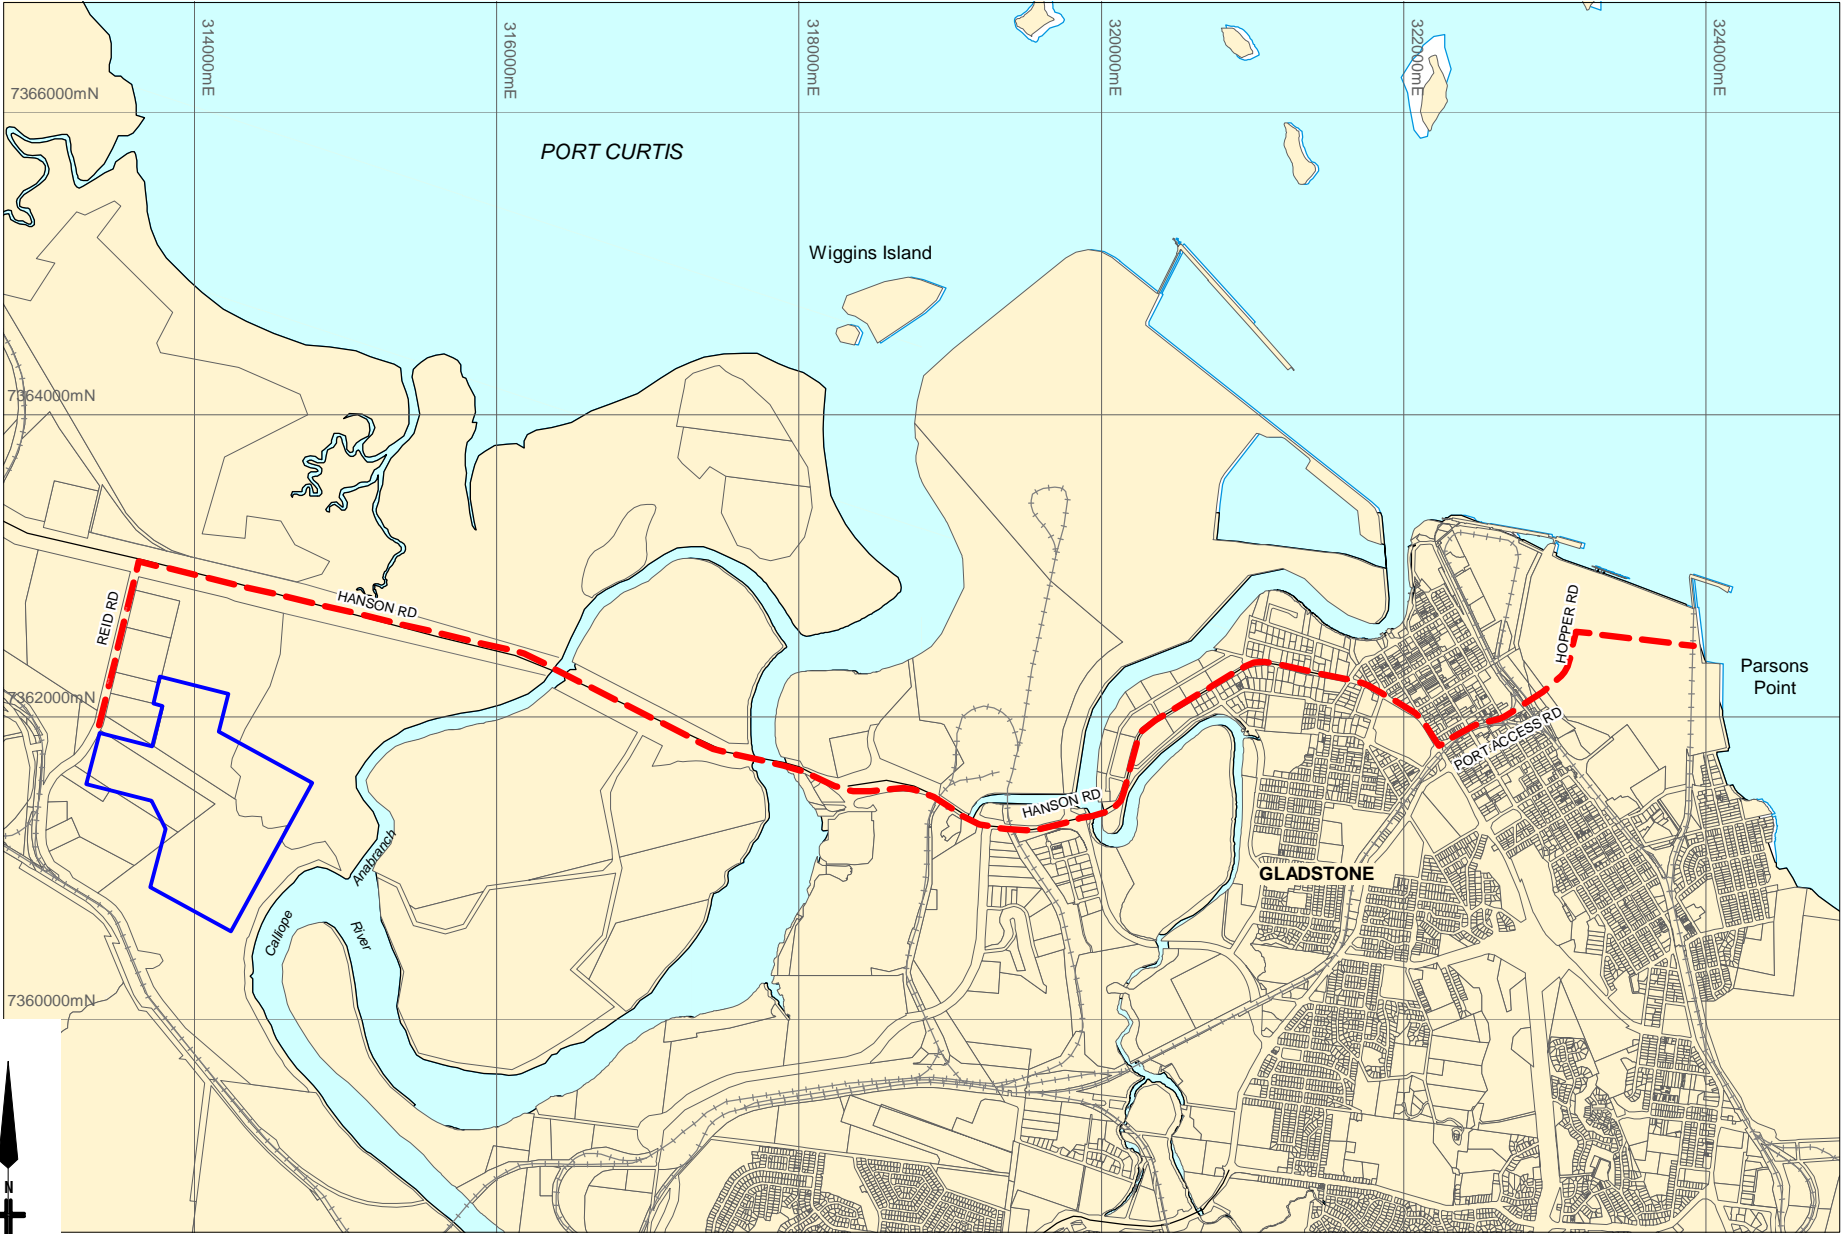 314000mE
316000mE
318000mE
320000mE
322000mE
324000mE
7366000mN
PORT CURTIS
Wiggins Island
7364000mN
HANSON RD
REID RD
HOPPER RD
Parsons
Point
7362000mN
PORT ACCESS RD
HANSON RD
GLADSTONE
Anabranch
Calliope
River
7360000mN
N